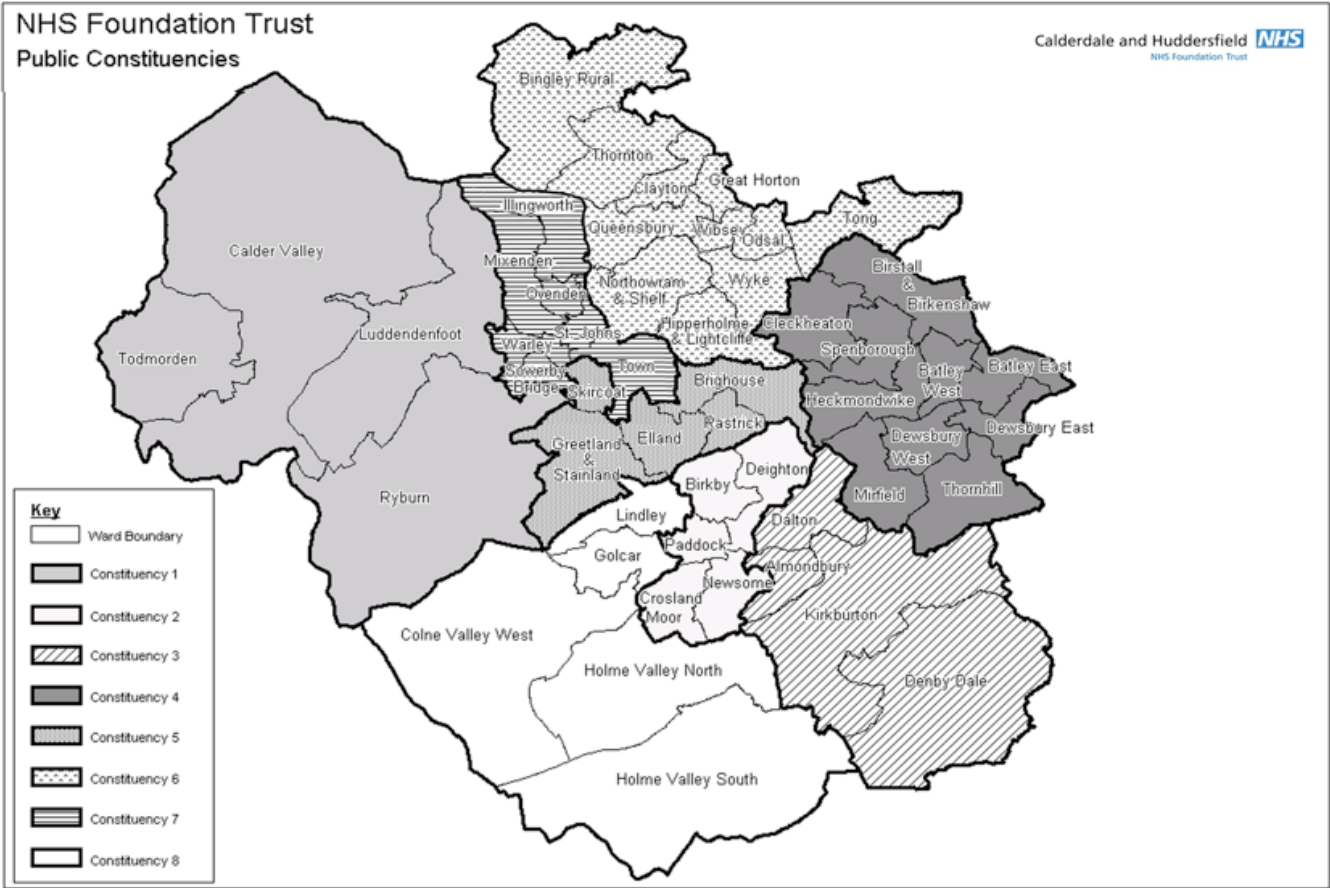 NHS Foundation Trust
Public Constituencies
Calderdale and Huddersfield NHS
NHS Foundation Trust
Bingley Rural
Thornton
Clayton
Great Horton
Illingworth
Queensbury
Wibsey
Odsal
Tong
Calder Valley
Mixenden
Northowram
& Shelf
Wyke
Birstall
&
Birkenshaw
Ovenden
Luddendenfoot
St-Johns
Hipperholme
& Lightcliffe
Cleckheaton
Todmorden
Warley
Spenborough
Sowerby
Bridge
Skircoat
Town
Brighouse
Batley
West
Batley East
Heckmondwike
Greetland
&
Stainland
Elland
Rastrick
Dewsbury
West
Dewsbury East
Ryburn
Birkby
Deighton
Mirfield
Thornhill
Lindley
Dalton
Golcar
Paddock
Almondbury
Newsome
Crosland
Moor
Kirkburton
Colne Valley West
Holme Valley North
Denby Dale
Holme Valley South
Key
Ward Boundary
Constituency 1
Constituency 2
Constituency 3
Constituency 4
Constituency 5
Constituency 6
Constituency 7
Constituency 8